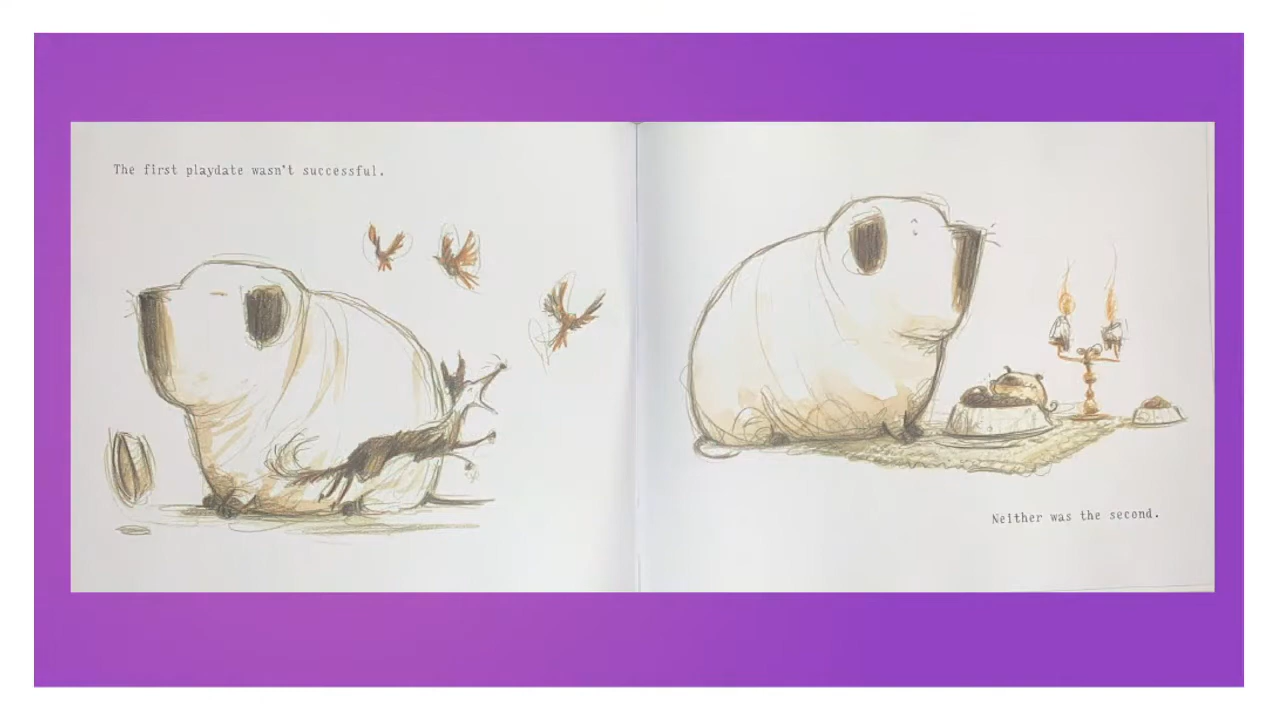 The first playdate wasn't successful.
Neither was the second.